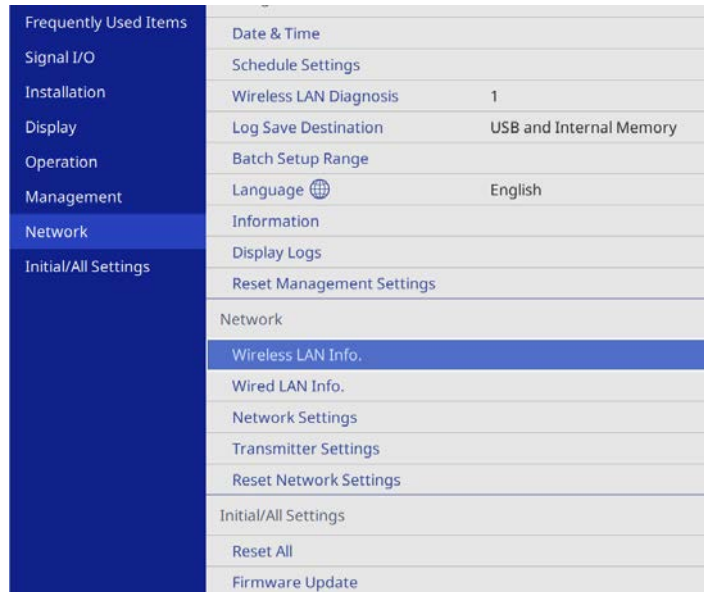 Frequently Used Items
Signal I/O
Installation
Display
Operation
Management
Network
Initial/All Settings
Date & Time
Schedule Settings
Wireless LAN Diagnosis 1
Log Save Destination USB and Internal Memory
Batch Setup Range
Language English
Information
Display Logs
Reset Management Settings
Network
Wireless LAN Info.
Wired LAN Info.
Network Settings
Transmitter Settings
Reset Network Settings
Initial/All Settings
Reset All
Firmware Update